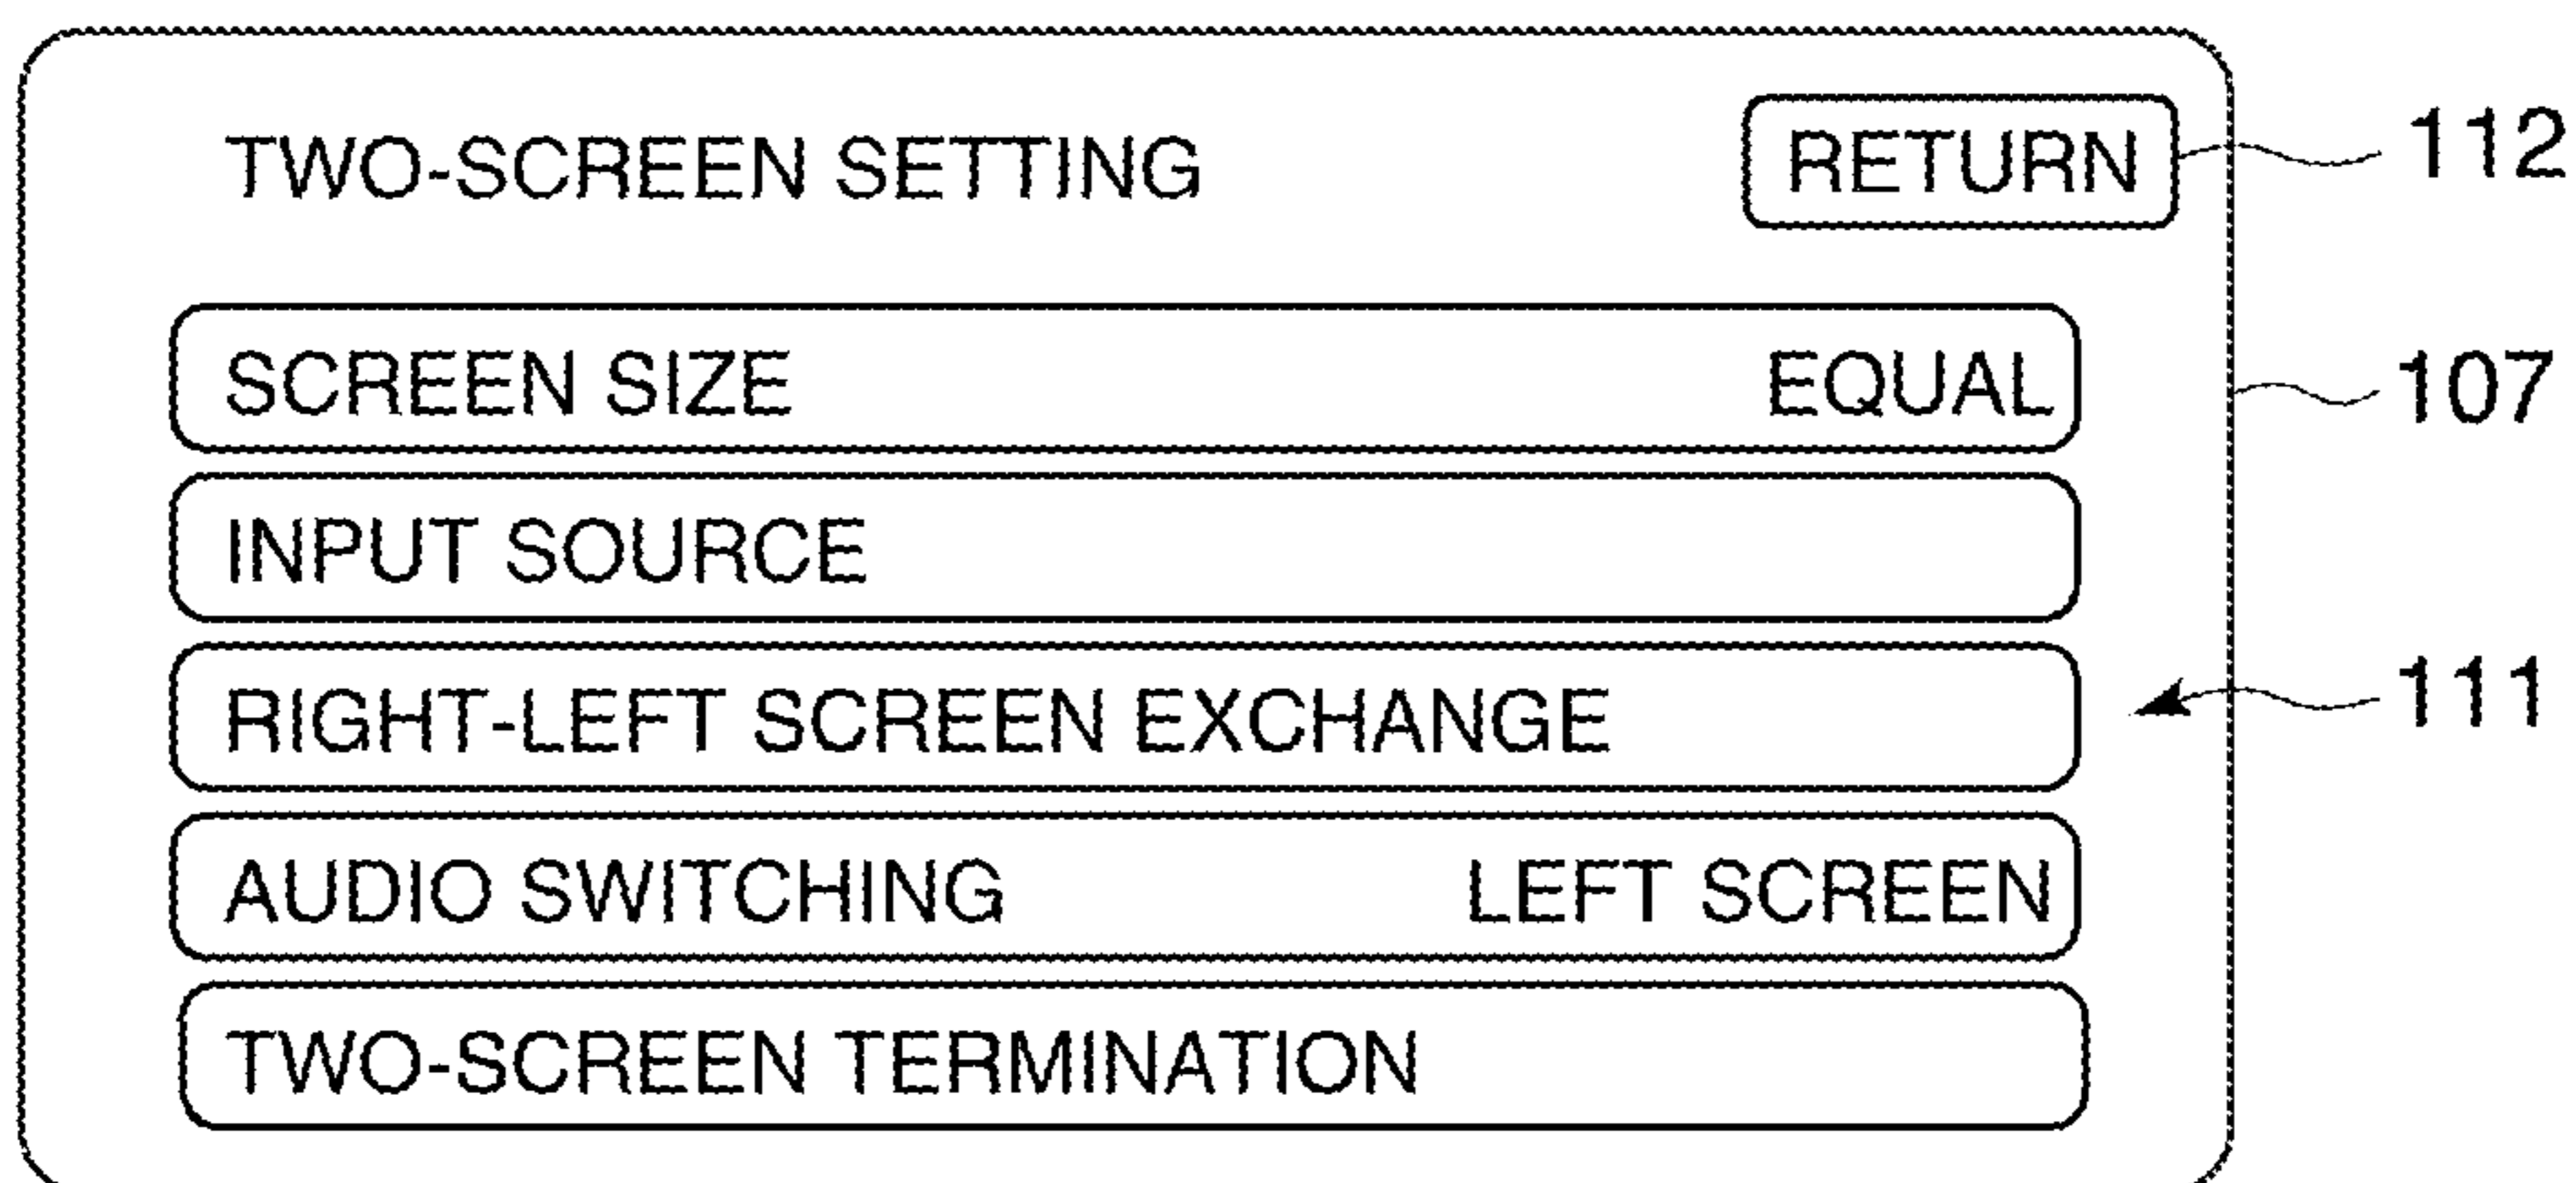 TWO-SCREEN SETTING RETURN 112
SCREEN SIZE EQUAL 107
INPUT SOURCE
RIGHT-LEFT SCREEN EXCHANGE 111
AUDIO SWITCHING LEFT SCREEN
TWO-SCREEN TERMINATION